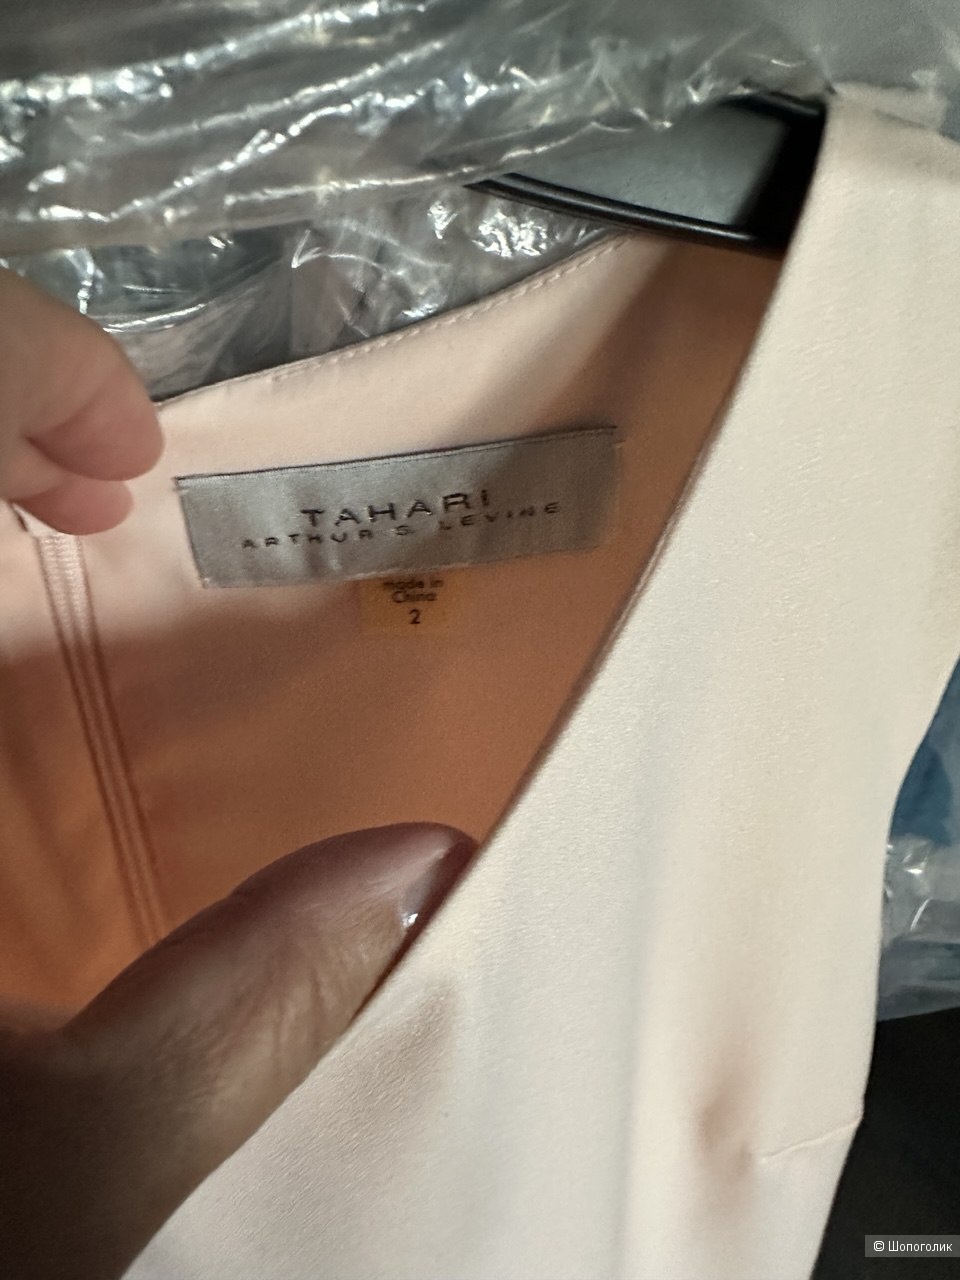 TAHARI
ARTHUR S. LEVINE
made in
China
2
© Шопоголик